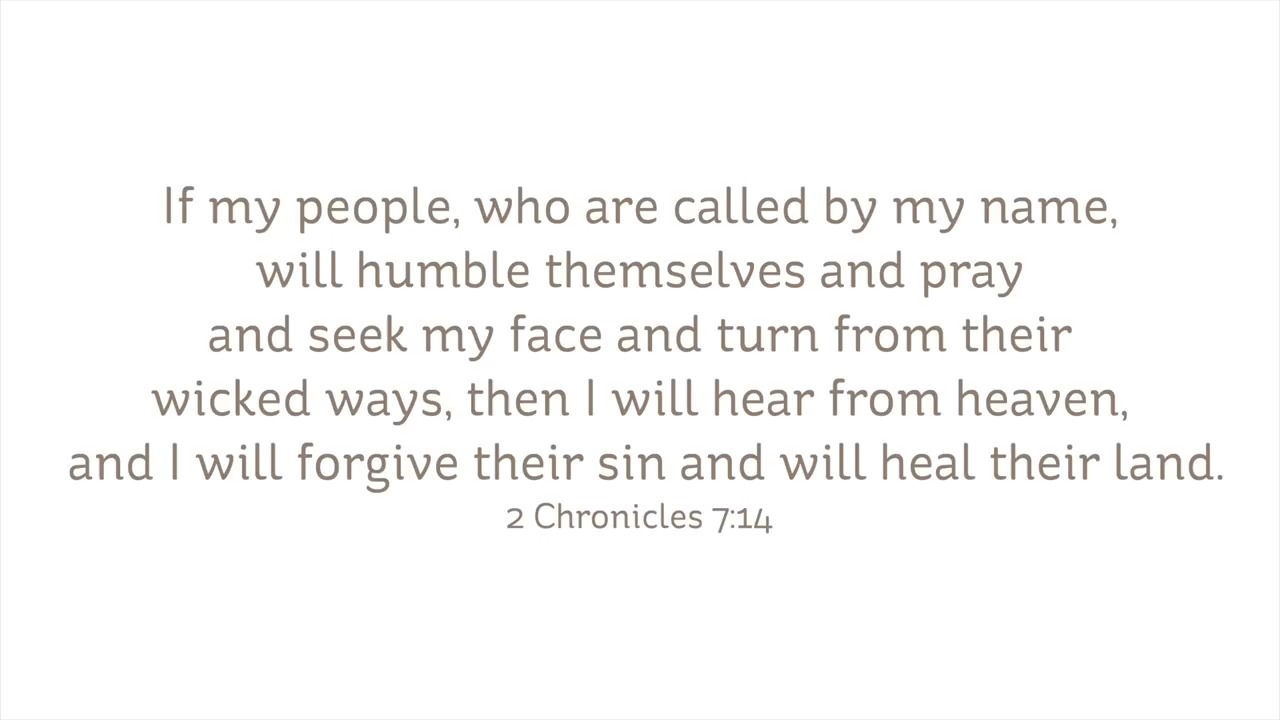 If my people, who are called by my name,
will humble themselves and pray
and seek my face and turn from their
wicked ways, then I will hear from heaven,
and I will forgive their sin and will heal their land.
2 Chronicles 7:14